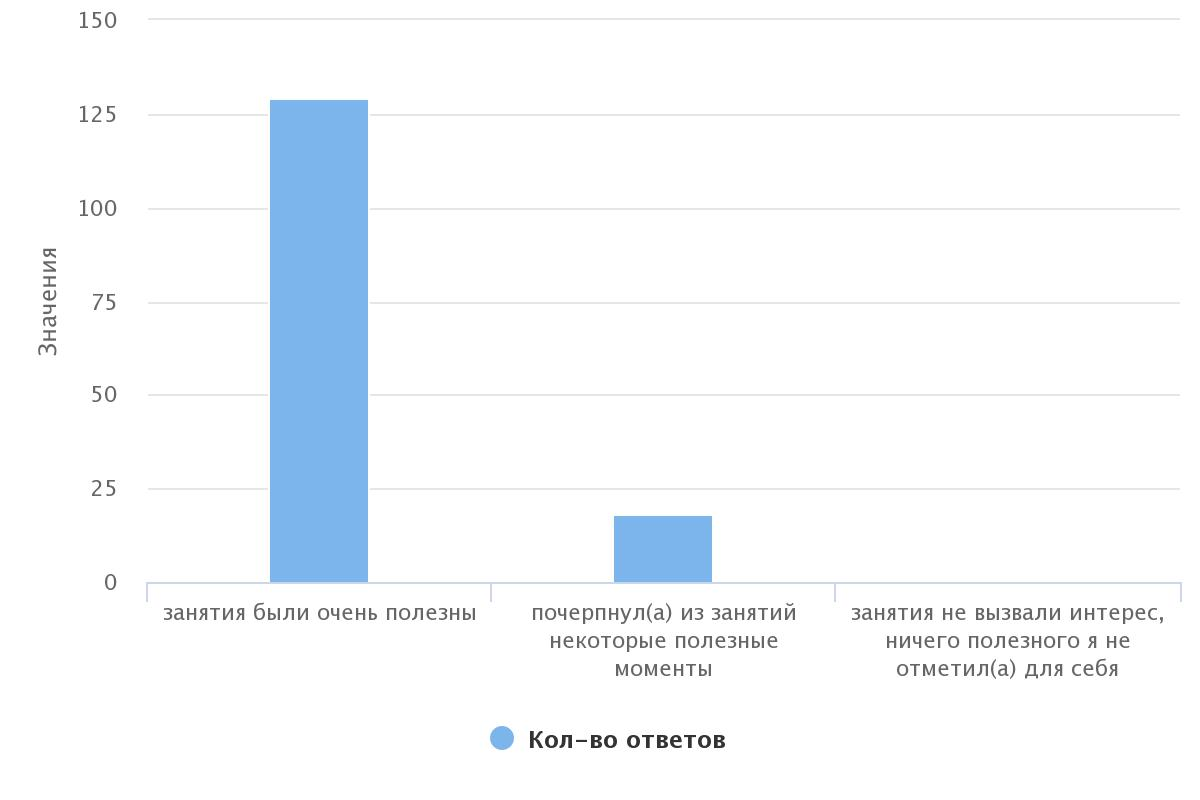 150
125
100
75
50
25
0
Значения
занятия были очень полезны
почерпнул(а) из занятий
некоторые полезные
моменты
занятия не вызвали интерес,
ничего полезного я не
отметил(а) для себя
Кол-во ответов